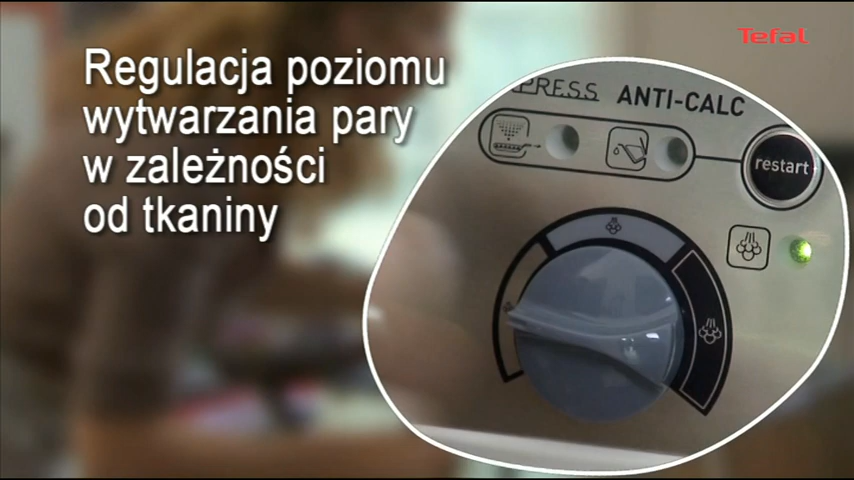 Tefal
Regulacja poziomu
wytwarzania pary
w zależności
od tkaniny
ANTI-CALC
restart